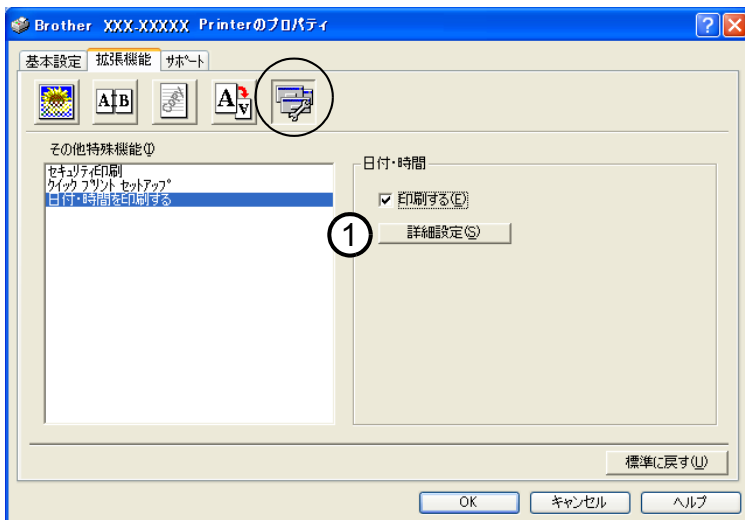 Brother XXX-XXXXX Printerのプロパティ
基本設定 拡張機能 サポート
A B
Copy
A A
その他特殊機能(I)
セキュリティ印刷
クイック プリント セットアップ
日付・時間を印刷する
日付・時間
印刷する(E)
1 詳細設定(S)
標準に戻す(U)
OK キャンセル ヘルプ